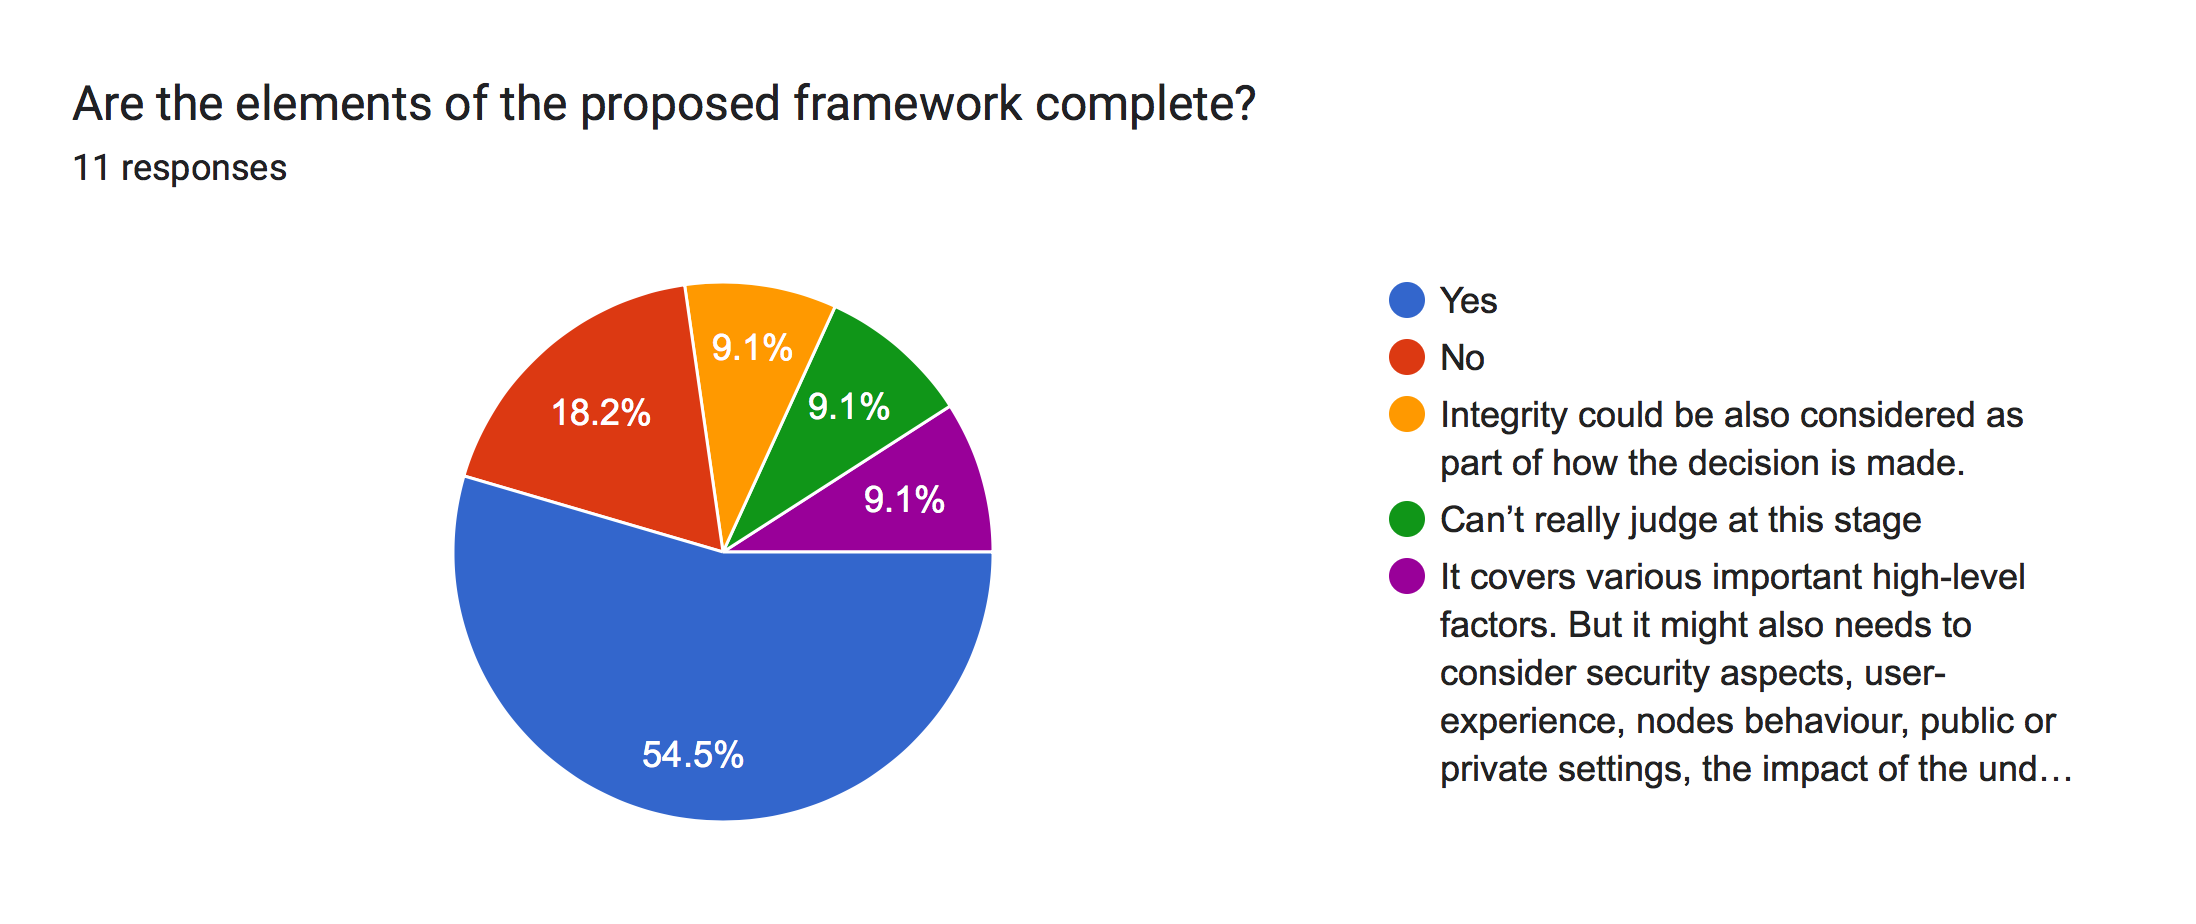 Are the elements of the proposed framework complete?
11 responses
9.1%
18.2%
9.1%
9.1%
54.5%
Yes
No
Integrity could be also considered as
part of how the decision is made.
Can’t really judge at this stage
It covers various important high-level
factors. But it might also needs to
consider security aspects, user-
experience, nodes behaviour, public or
private settings, the impact of the und…